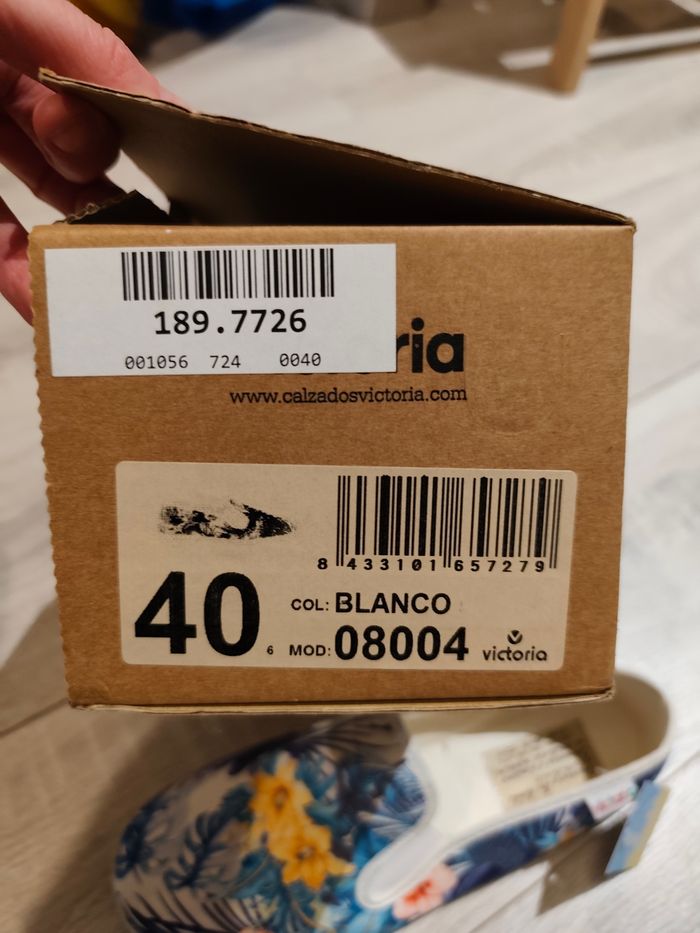 189.7726
001056 724 0040
ria
www.calzadosvictoria.com
8 433101 657279
40
6
COL: BLANCO
MOD: 08004
victoria